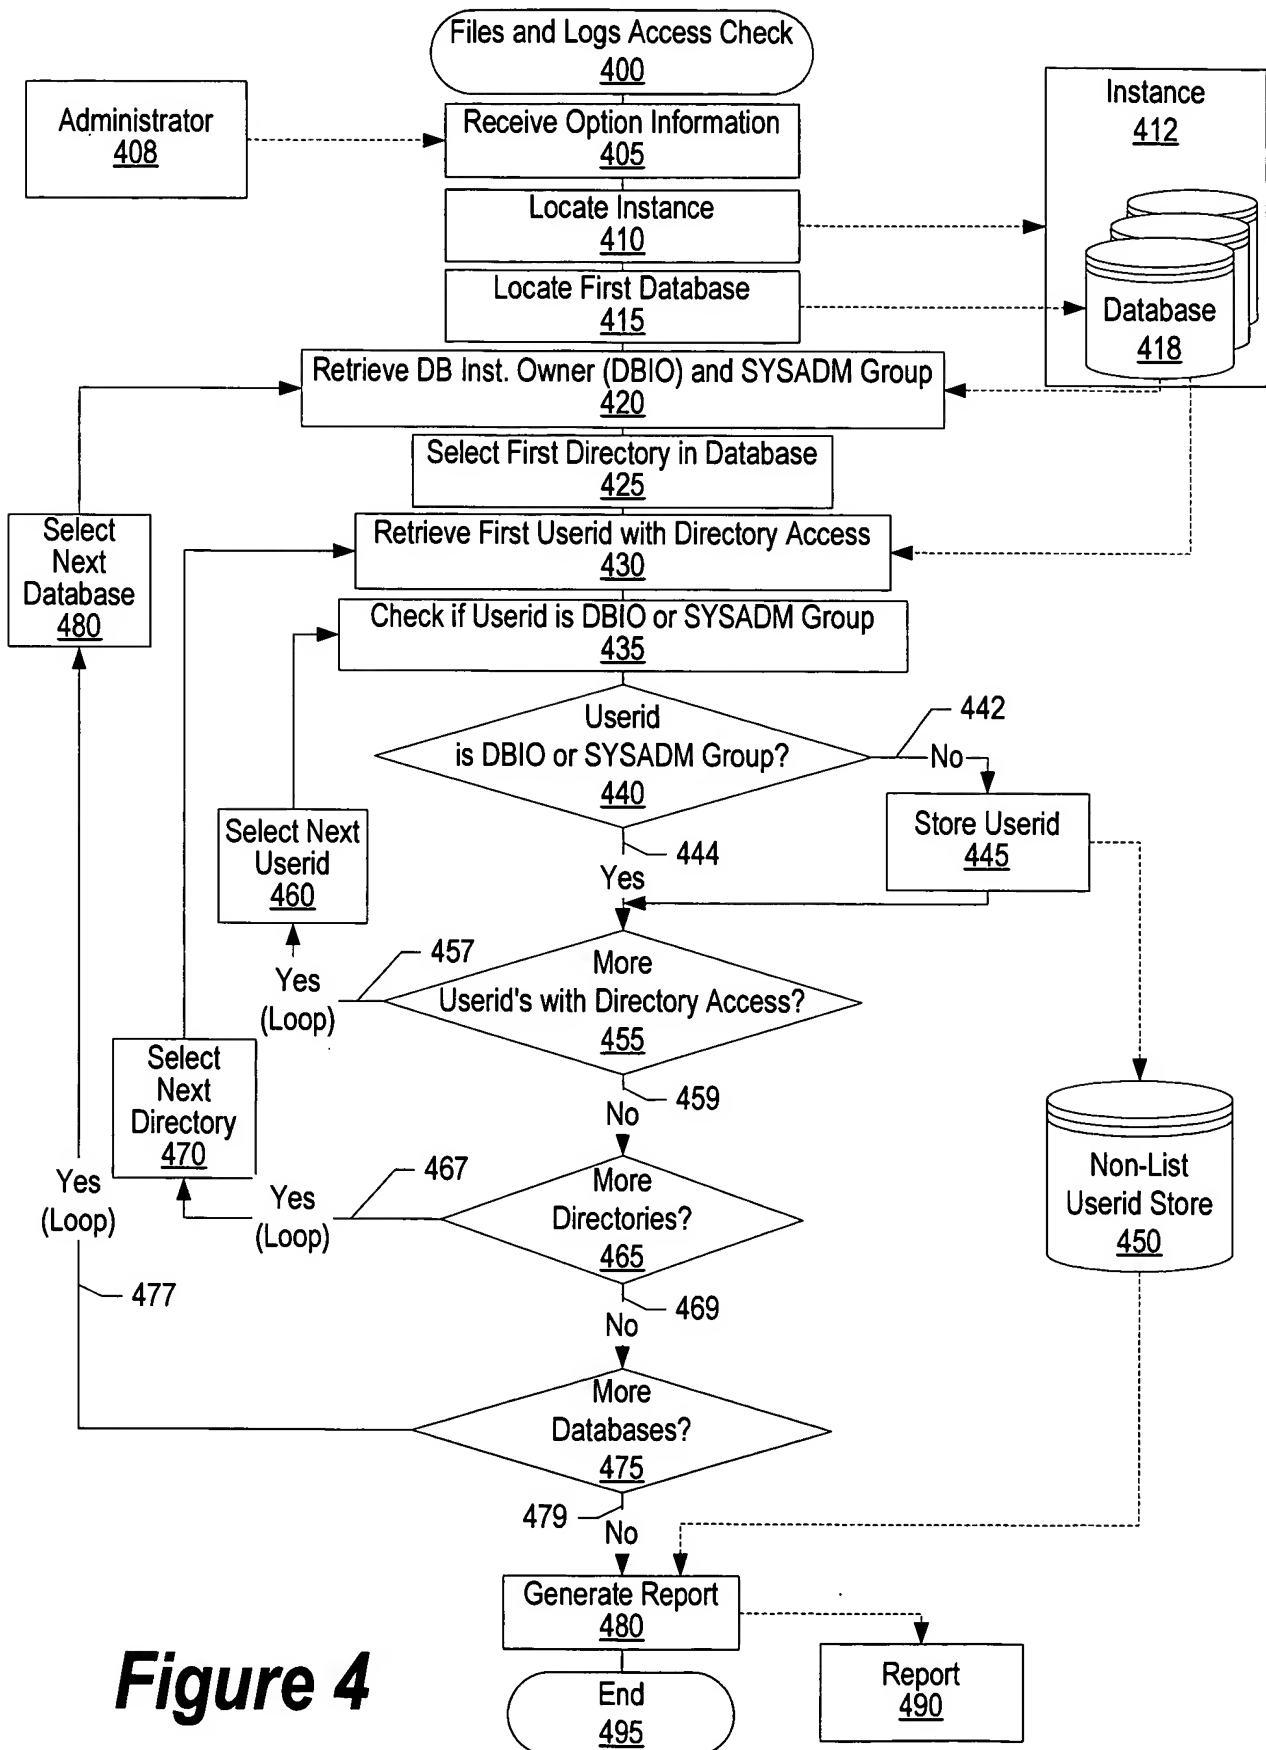 Files and Logs Access Check
400
Administrator
408
Receive Option Information
405
Instance
412
Locate Instance
410
Locate First Database
415
Database
418
Retrieve DB Inst. Owner (DBIO) and SYSADM Group
420
Select First Directory in Database
425
Select
Next
Database
480
Retrieve First Userid with Directory Access
430
Check if Userid is DBIO or SYSADM Group
435
Userid
is DBIO or SYSADM Group?
440
442
No
Store Userid
445
444
Yes
Select Next
Userid
460
457
Yes
(Loop)
More
Userid's with Directory Access?
455
459
No
Select
Next
Directory
470
467
Yes
(Loop)
More
Directories?
465
Non-List
Userid Store
450
Yes
(Loop)
477
469
No
More
Databases?
475
479
No
Generate Report
480
Report
490
End
495
Figure 4